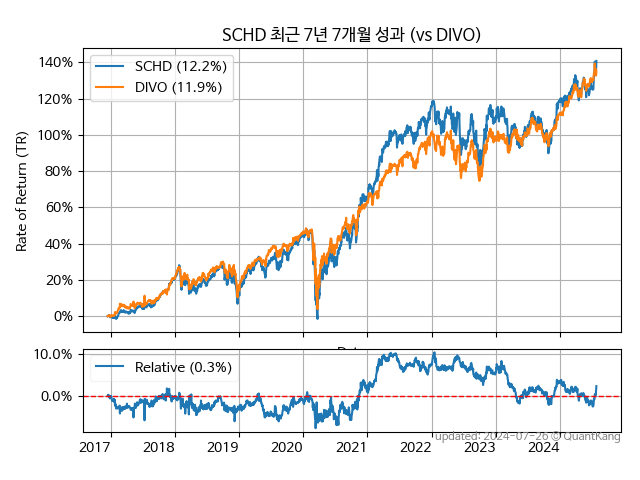 SCHD 최근 7년 7개월 성과 (vs DIVO)
140%
120%
100%
80%
60%
40%
20%
0%
Rate of Return (TR)
SCHD (12.2%)
DIVO (11.9%)
10.0%
0.0%
Relative (0.3%)
2017 2018 2019 2020 2021 2022 2023 2024
updated: 2024-07-26 © QuantKang